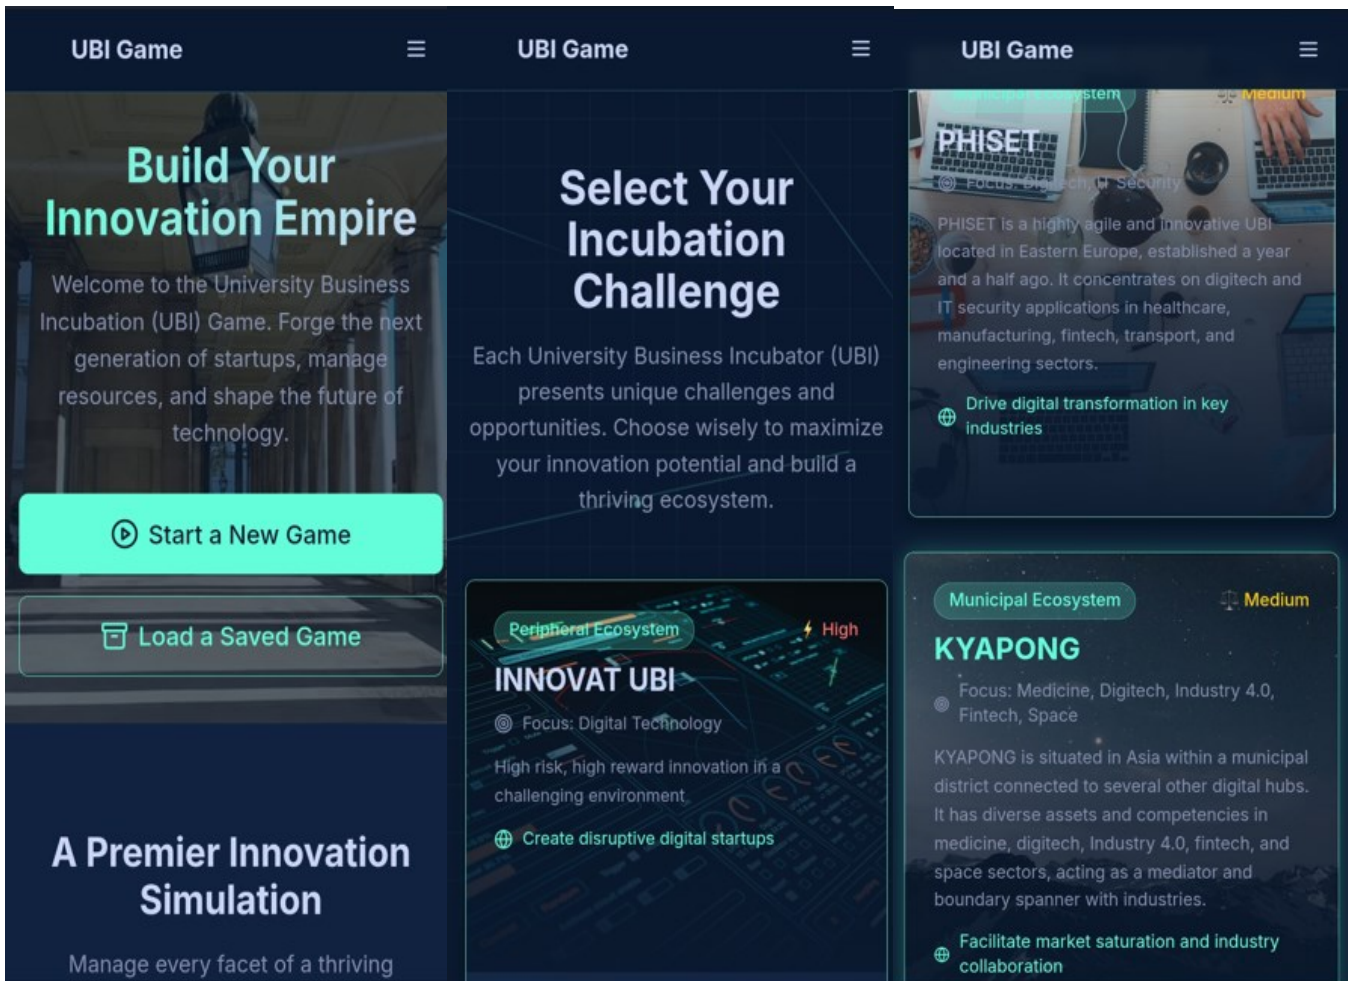 UBI Game
Build Your
Innovation Empire
Welcome to the University Business
Incubation (UBI) Game. Forge the next
generation of startups, manage
resources, and shape the future of
technology.
Start a New Game
Load a Saved Game
A Premier Innovation
Simulation
Manage every facet of a thriving
UBI Game
Select Your
Incubation
Challenge
Each University Business Incubator (UBI)
presents unique challenges and
opportunities. Choose wisely to maximize
your innovation potential and build a
thriving ecosystem.
Peripheral Ecosystem
High
INNOVAT UBI
Focus: Digital Technology
High risk, high reward innovation in a
challenging environment
Create disruptive digital startups
UBI Game
Municipal Ecosystem
Medium
PHISET
Focus: Digitech, IT Security
PHISET is a highly agile and innovative UBI
located in Eastern Europe, established a year
and a half ago. It concentrates on digitech and
IT security applications in healthcare,
manufacturing, fintech, transport, and
engineering sectors.
Drive digital transformation in key
industries
Municipal Ecosystem
Medium
KYAPONG
Focus: Medicine, Digitech, Industry 4.0,
Fintech, Space
KYAPONG is situated in Asia within a municipal
district connected to several other digital hubs.
It has diverse assets and competencies in
medicine, digitech, Industry 4.0, fintech, and
space sectors, acting as a mediator and
boundary spanner with industries.
Facilitate market saturation and industry
collaboration